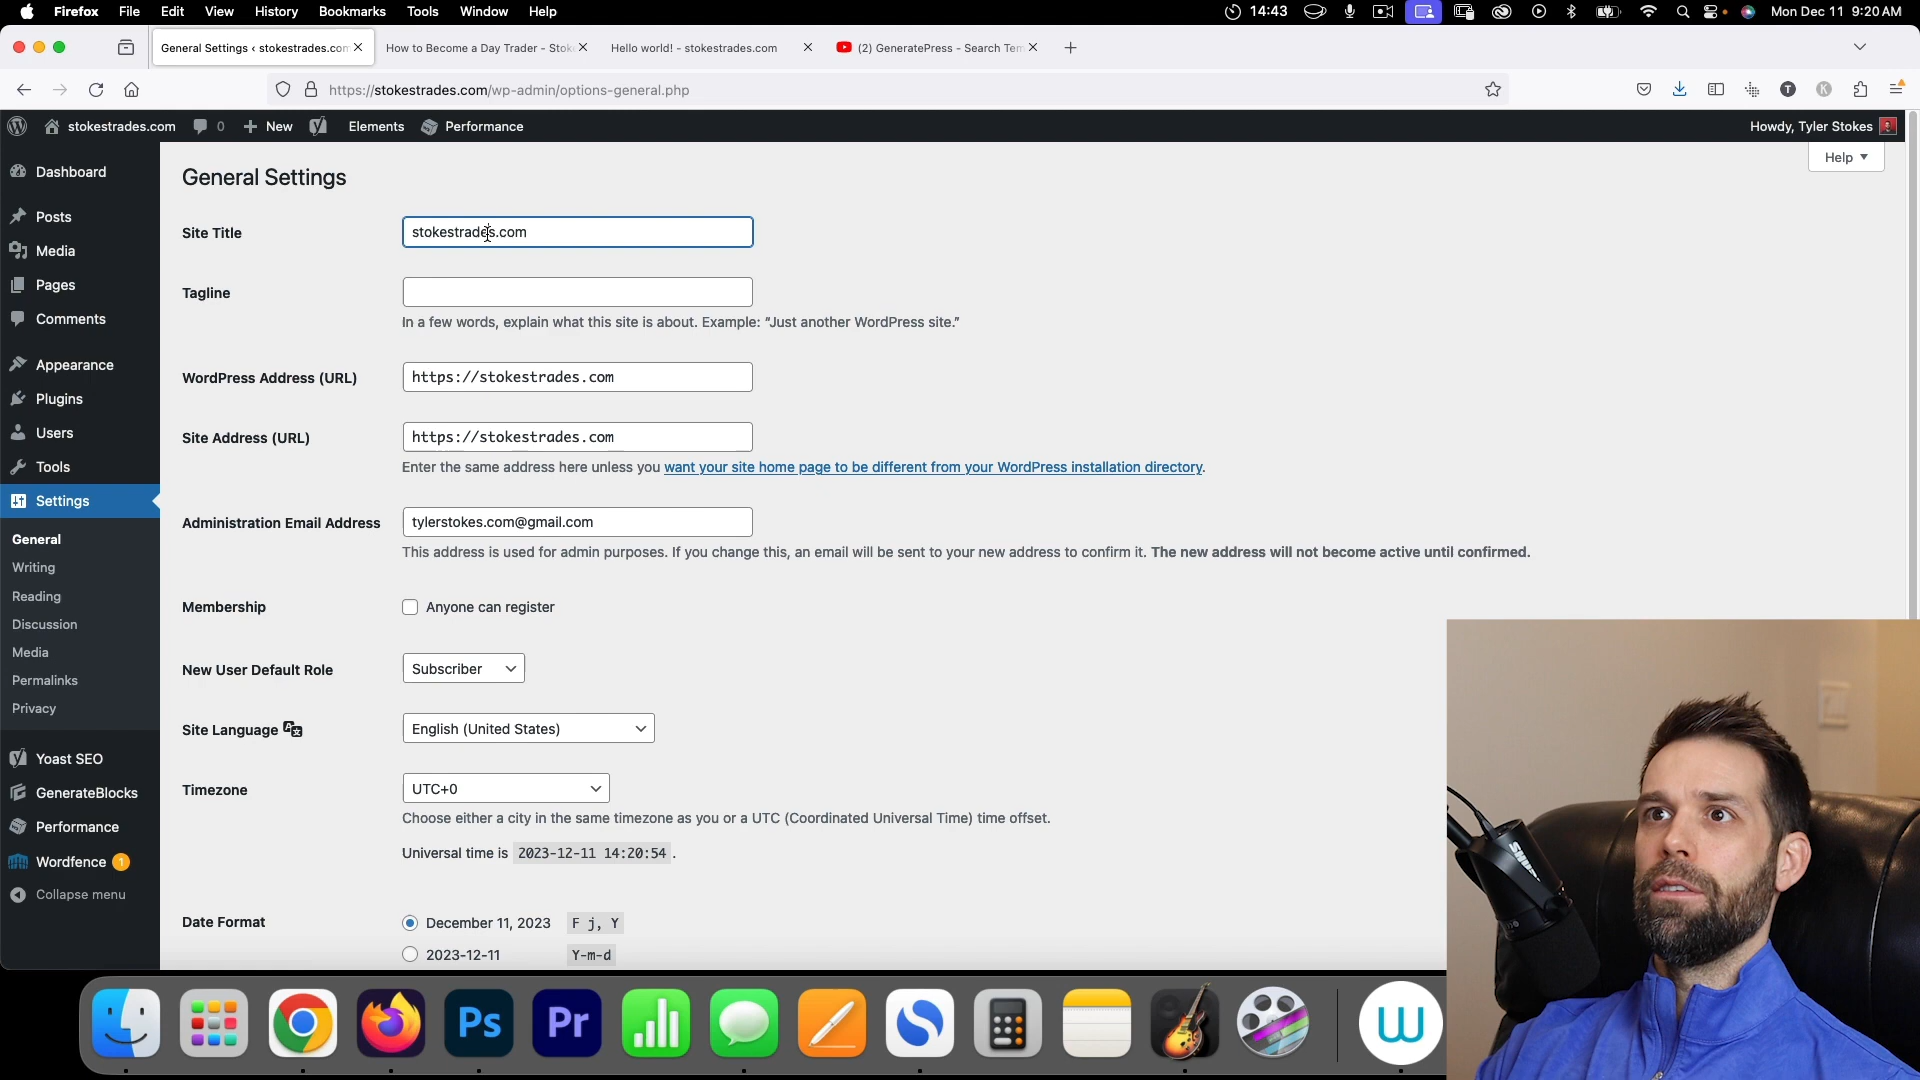 Firefox File Edit View History Bookmarks Tools Window Help 14:43 Mon Dec 11 9:20 AM
General Settings ‹ stokestrades.com How to Become a Day Trader - Stok Hello world! - stokestrades.com (2) GeneratePress - Search Tem
https://stokestrades.com/wp-admin/options-general.php T K
stokestrades.com 0 New Elements Performance Howdy, Tyler Stokes
Help
Dashboard
Posts
Media
Pages
Comments
Appearance
Plugins
Users
Tools
Settings
General
Writing
Reading
Discussion
Media
Permalinks
Privacy
Yoast SEO
GenerateBlocks
Performance
Wordfence 1
Collapse menu
General Settings
Site Title stokestrades.com
Tagline
In a few words, explain what this site is about. Example: “Just another WordPress site.”
WordPress Address (URL) https://stokestrades.com
Site Address (URL) https://stokestrades.com
Enter the same address here unless you want your site home page to be different from your WordPress installation directory.
Administration Email Address tylerstokes.com@gmail.com
This address is used for admin purposes. If you change this, an email will be sent to your new address to confirm it. The new address will not become active until confirmed.
Membership Anyone can register
New User Default Role Subscriber
Site Language English (United States)
Timezone UTC+0
Choose either a city in the same timezone as you or a UTC (Coordinated Universal Time) time offset.
Universal time is 2023-12-11 14:20:54 .
Date Format December 11, 2023 F j, Y
2023-12-11 Y-m-d
SHURE
Ps Pr W